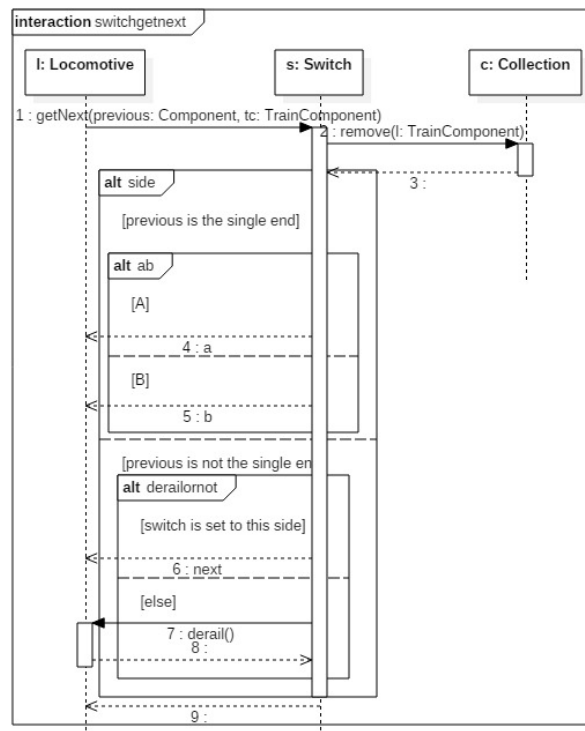 interaction switchgetnext
l: Locomotive
s: Switch
c: Collection
1 : getNext(previous: Component, tc: TrainComponent)
2 : remove(l: TrainComponent)
3 :
alt side
[previous is the single end]
alt ab
[A]
4 : a
[B]
5 : b
[previous is not the single en
alt derailornot
[switch is set to this side]
6 : next
[else]
7 : derail()
8 :
9 :